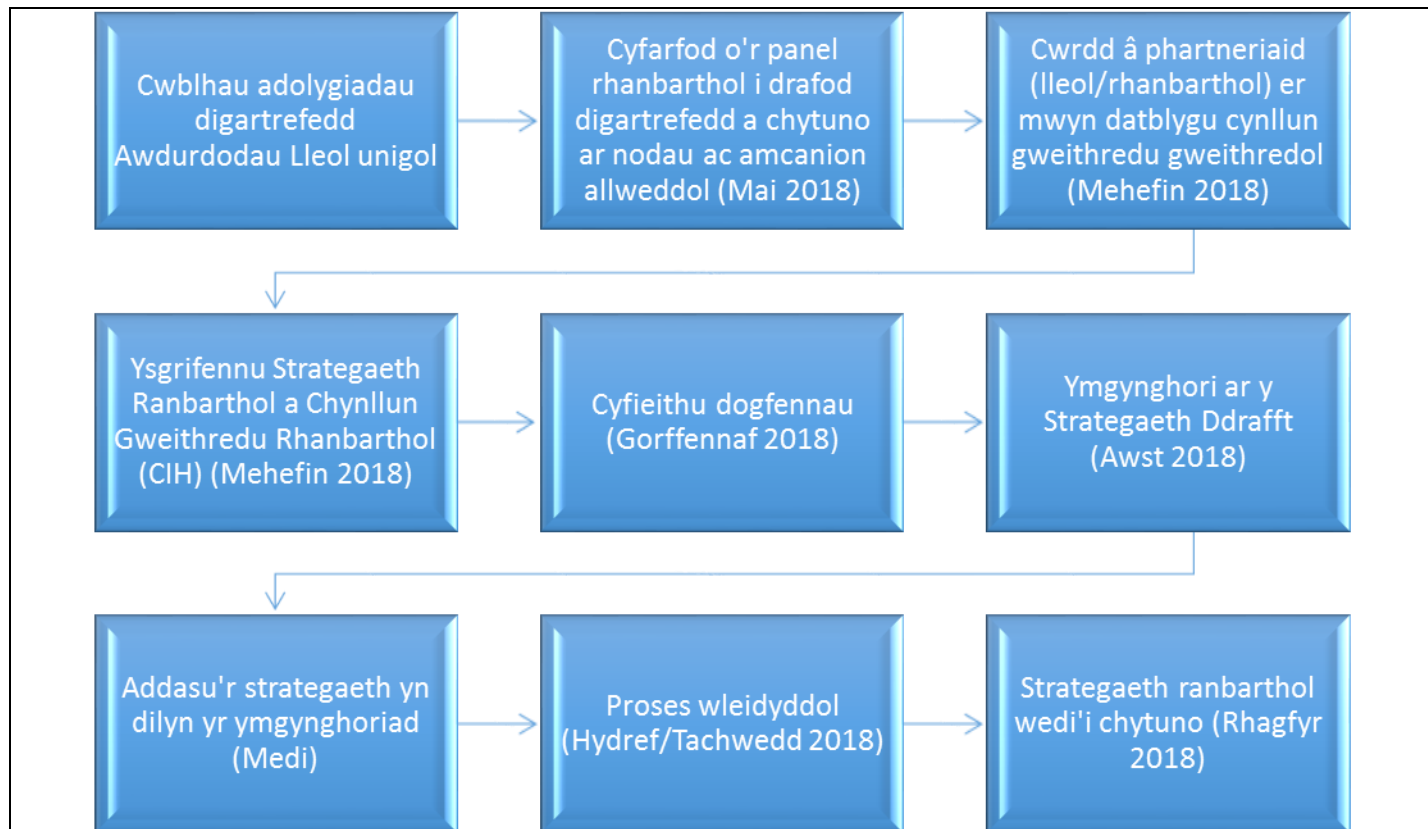 Cwblhau adolygiadau
digartrefedd
Awdurdodau Lleol unigol
Cyfarfod o'r panel
rhanbarthol i drafod
digartrefedd a chytuno
ar nodau ac amcanion
allweddol (Mai 2018)
Cwrdd â phartneriaid
(lleol/rhanbarthol) er
mwyn datblygu cynllun
gweithredu gweithredol
(Mehefin 2018)
Ysgrifennu Strategaeth
Ranbarthol a Chynllun
Gweithredu Rhanbarthol
(CIH) (Mehefin 2018)
Cyfieithu dogfennau
(Gorffennaf 2018)
Ymgynghori ar y
Strategaeth Ddrafft
(Awst 2018)
Addasu'r strategaeth yn
dilyn yr ymgynghoriad
(Medi)
Proses wleidyddol
(Hydref/Tachwedd 2018)
Strategaeth ranbarthol
wedi'i chytuno (Rhagfyr
2018)